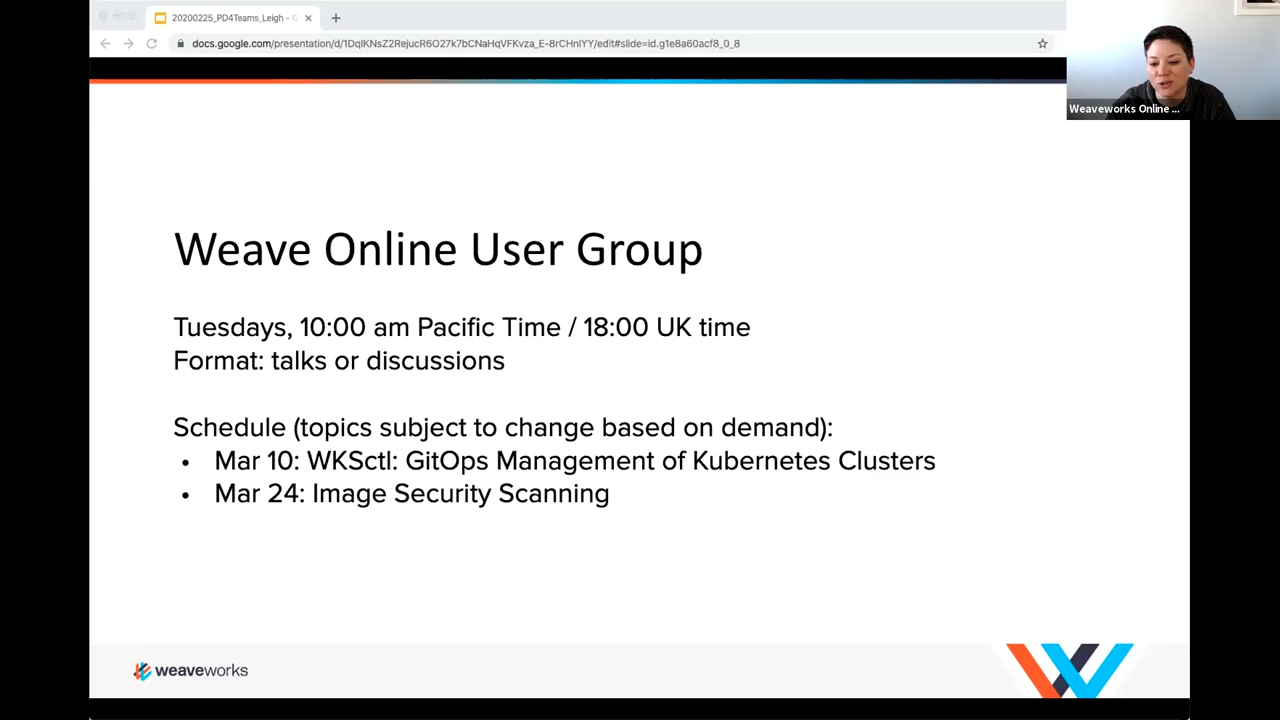 20200225_PD4Teams_Leigh - G
docs.google.com/presentation/d/1DqIKNsZ2RejucR6O27k7bCNaHqVFKvza_E-8rCHnIYY/edit#slide=id.g1e8a60acf8_0_8
Weaveworks Online ...
Weave Online User Group
Tuesdays, 10:00 am Pacific Time / 18:00 UK time
Format: talks or discussions
Schedule (topics subject to change based on demand):
• Mar 10: WKSctl: GitOps Management of Kubernetes Clusters
• Mar 24: Image Security Scanning
weaveworks